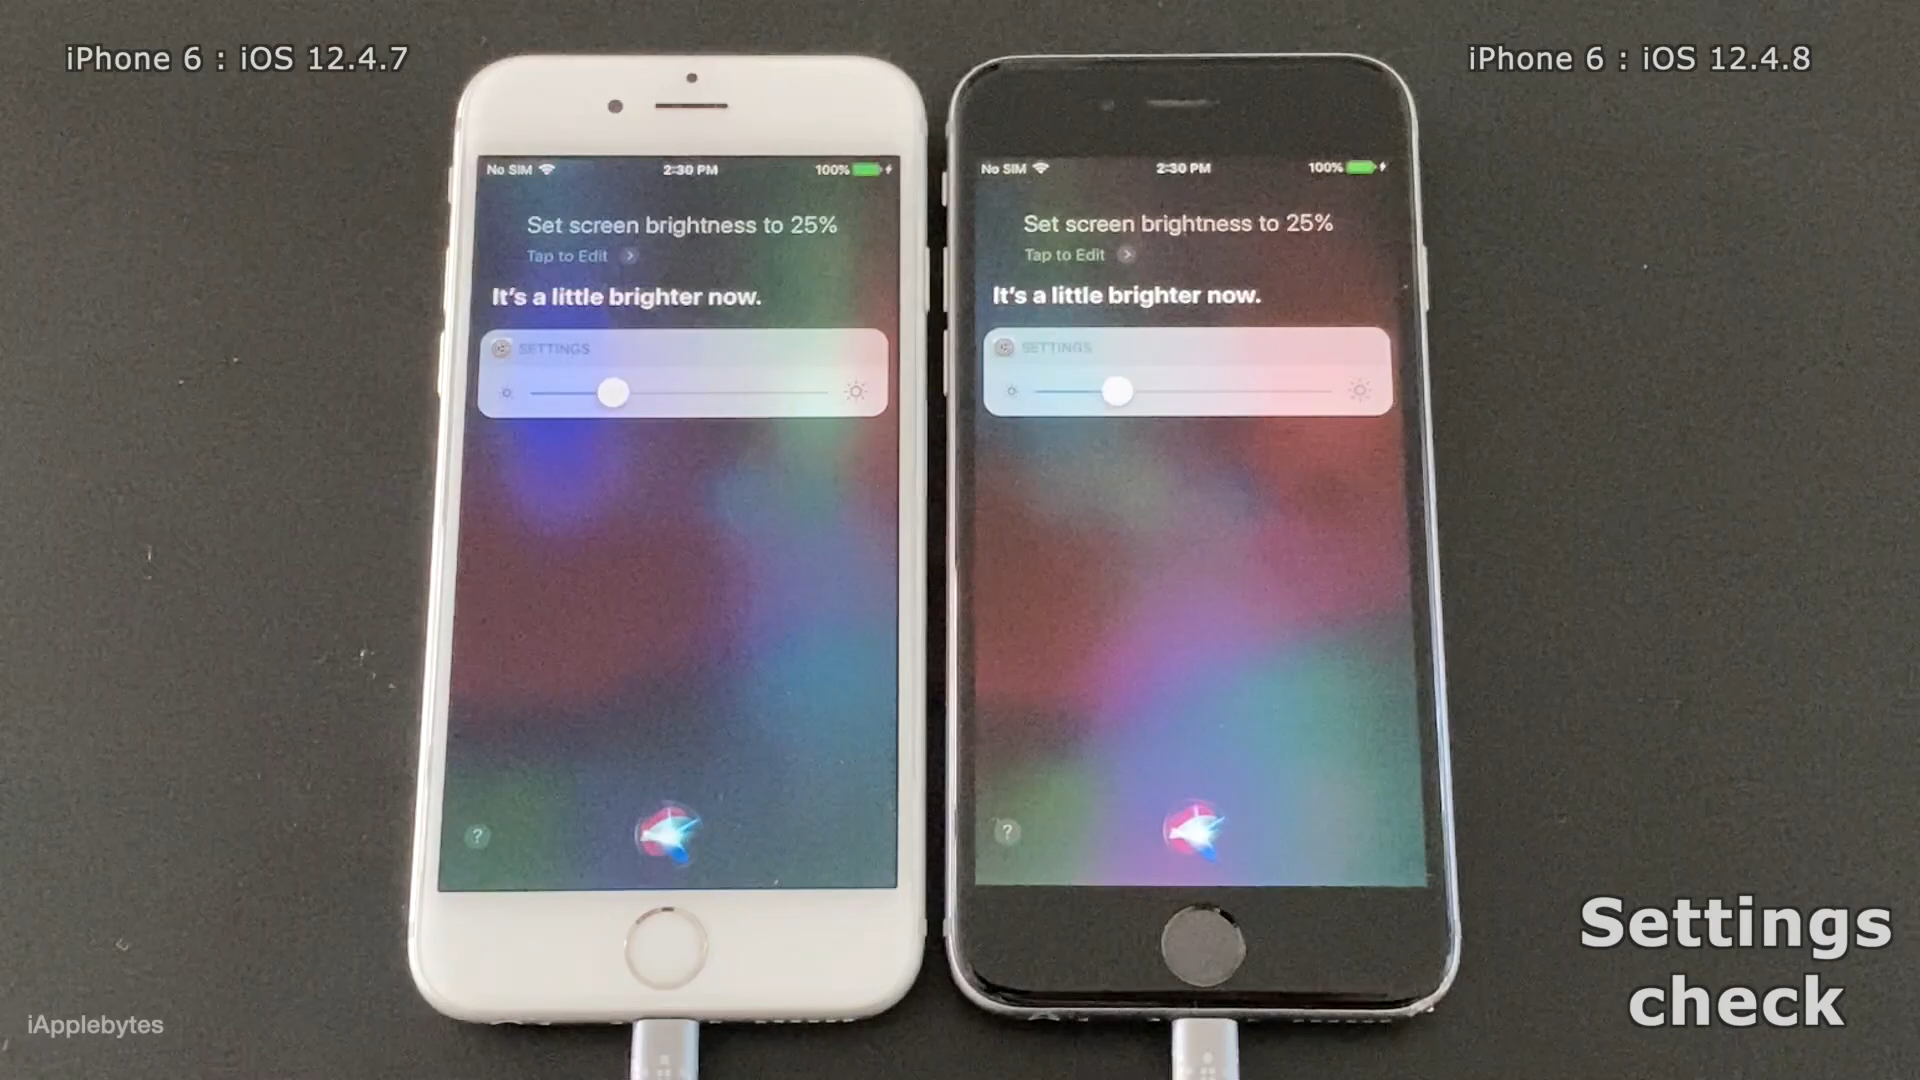 iPhone 6 : iOS 12.4.7
iPhone 6 : iOS 12.4.8
No SIM 2:30 PM 100%
Set screen brightness to 25%
Tap to Edit
It's a little brighter now.
SETTINGS
?
No SIM 2:30 PM 100%
Set screen brightness to 25%
Tap to Edit
It's a little brighter now.
SETTINGS
?
Settings
check
iApplebytes